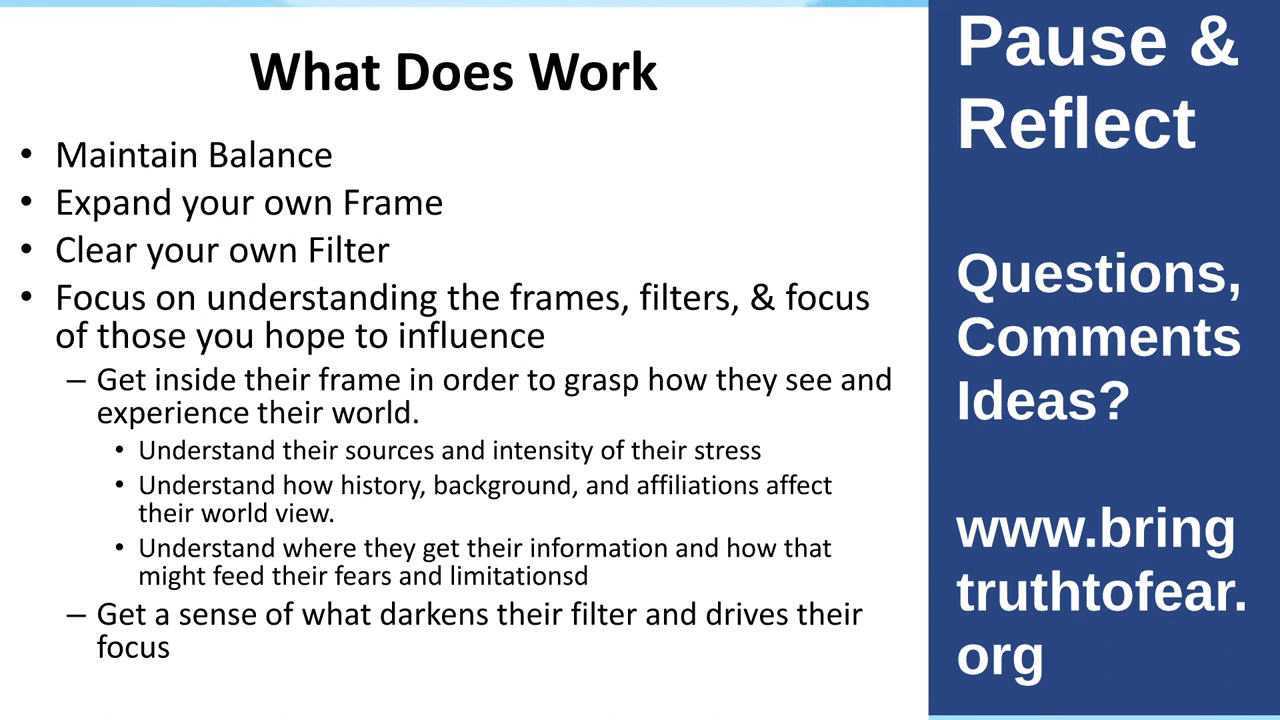 What Does Work
• Maintain Balance
• Expand your own Frame
• Clear your own Filter
• Focus on understanding the frames, filters, & focus
of those you hope to influence
– Get inside their frame in order to grasp how they see and
experience their world.
• Understand their sources and intensity of their stress
• Understand how history, background, and affiliations affect
their world view.
• Understand where they get their information and how that
might feed their fears and limitationsd
– Get a sense of what darkens their filter and drives their
focus
Pause &
Reflect
Questions,
Comments
Ideas?
www.bring
truthtofear.
org